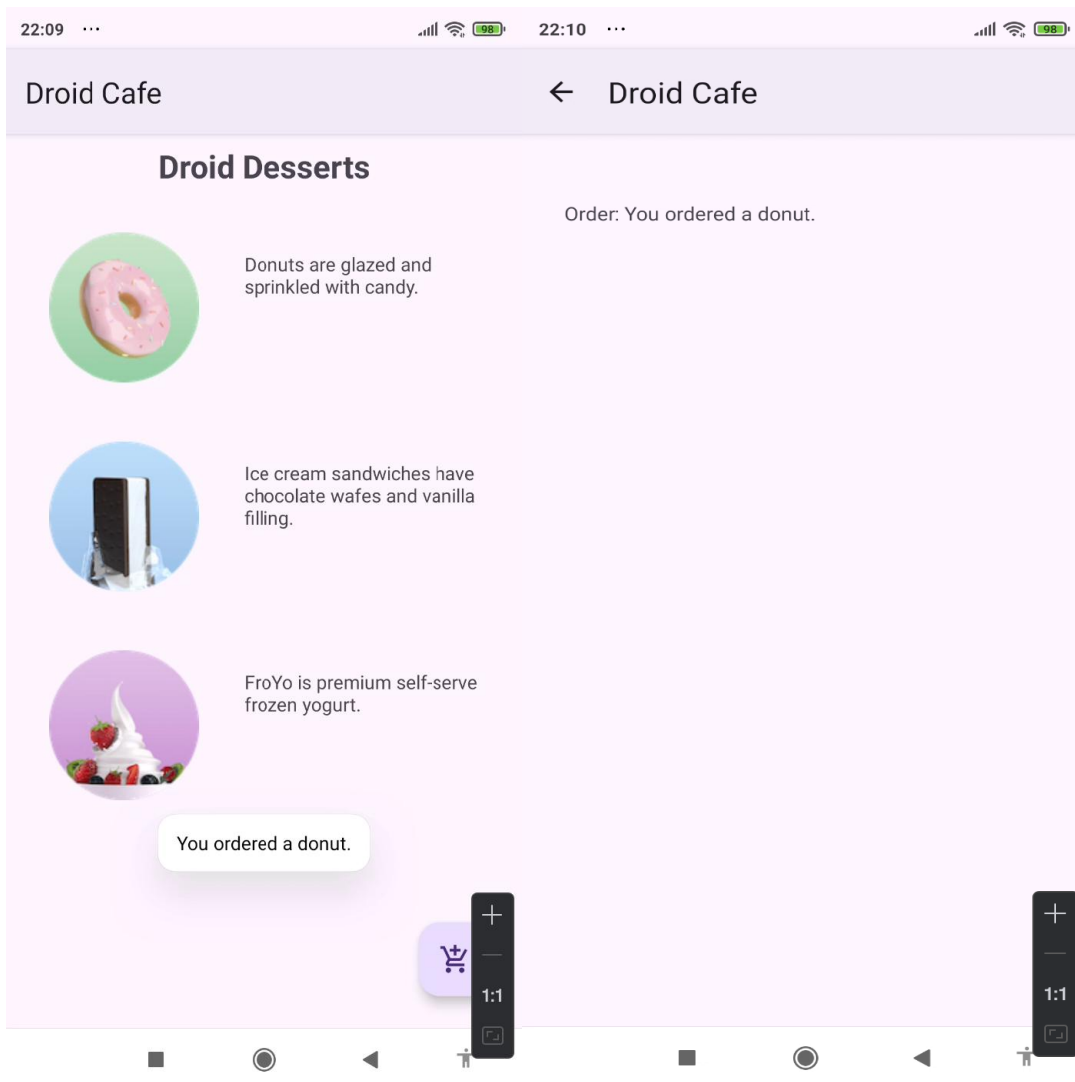 22:09 ...
98
Droid Cafe
Droid Desserts
Donuts are glazed and
sprinkled with candy.
Ice cream sandwiches have
chocolate wafes and vanilla
filling.
FroYo is premium self-serve
frozen yogurt.
You ordered a donut.
1:1
22:10 ...
98
Droid Cafe
Order: You ordered a donut.
1:1